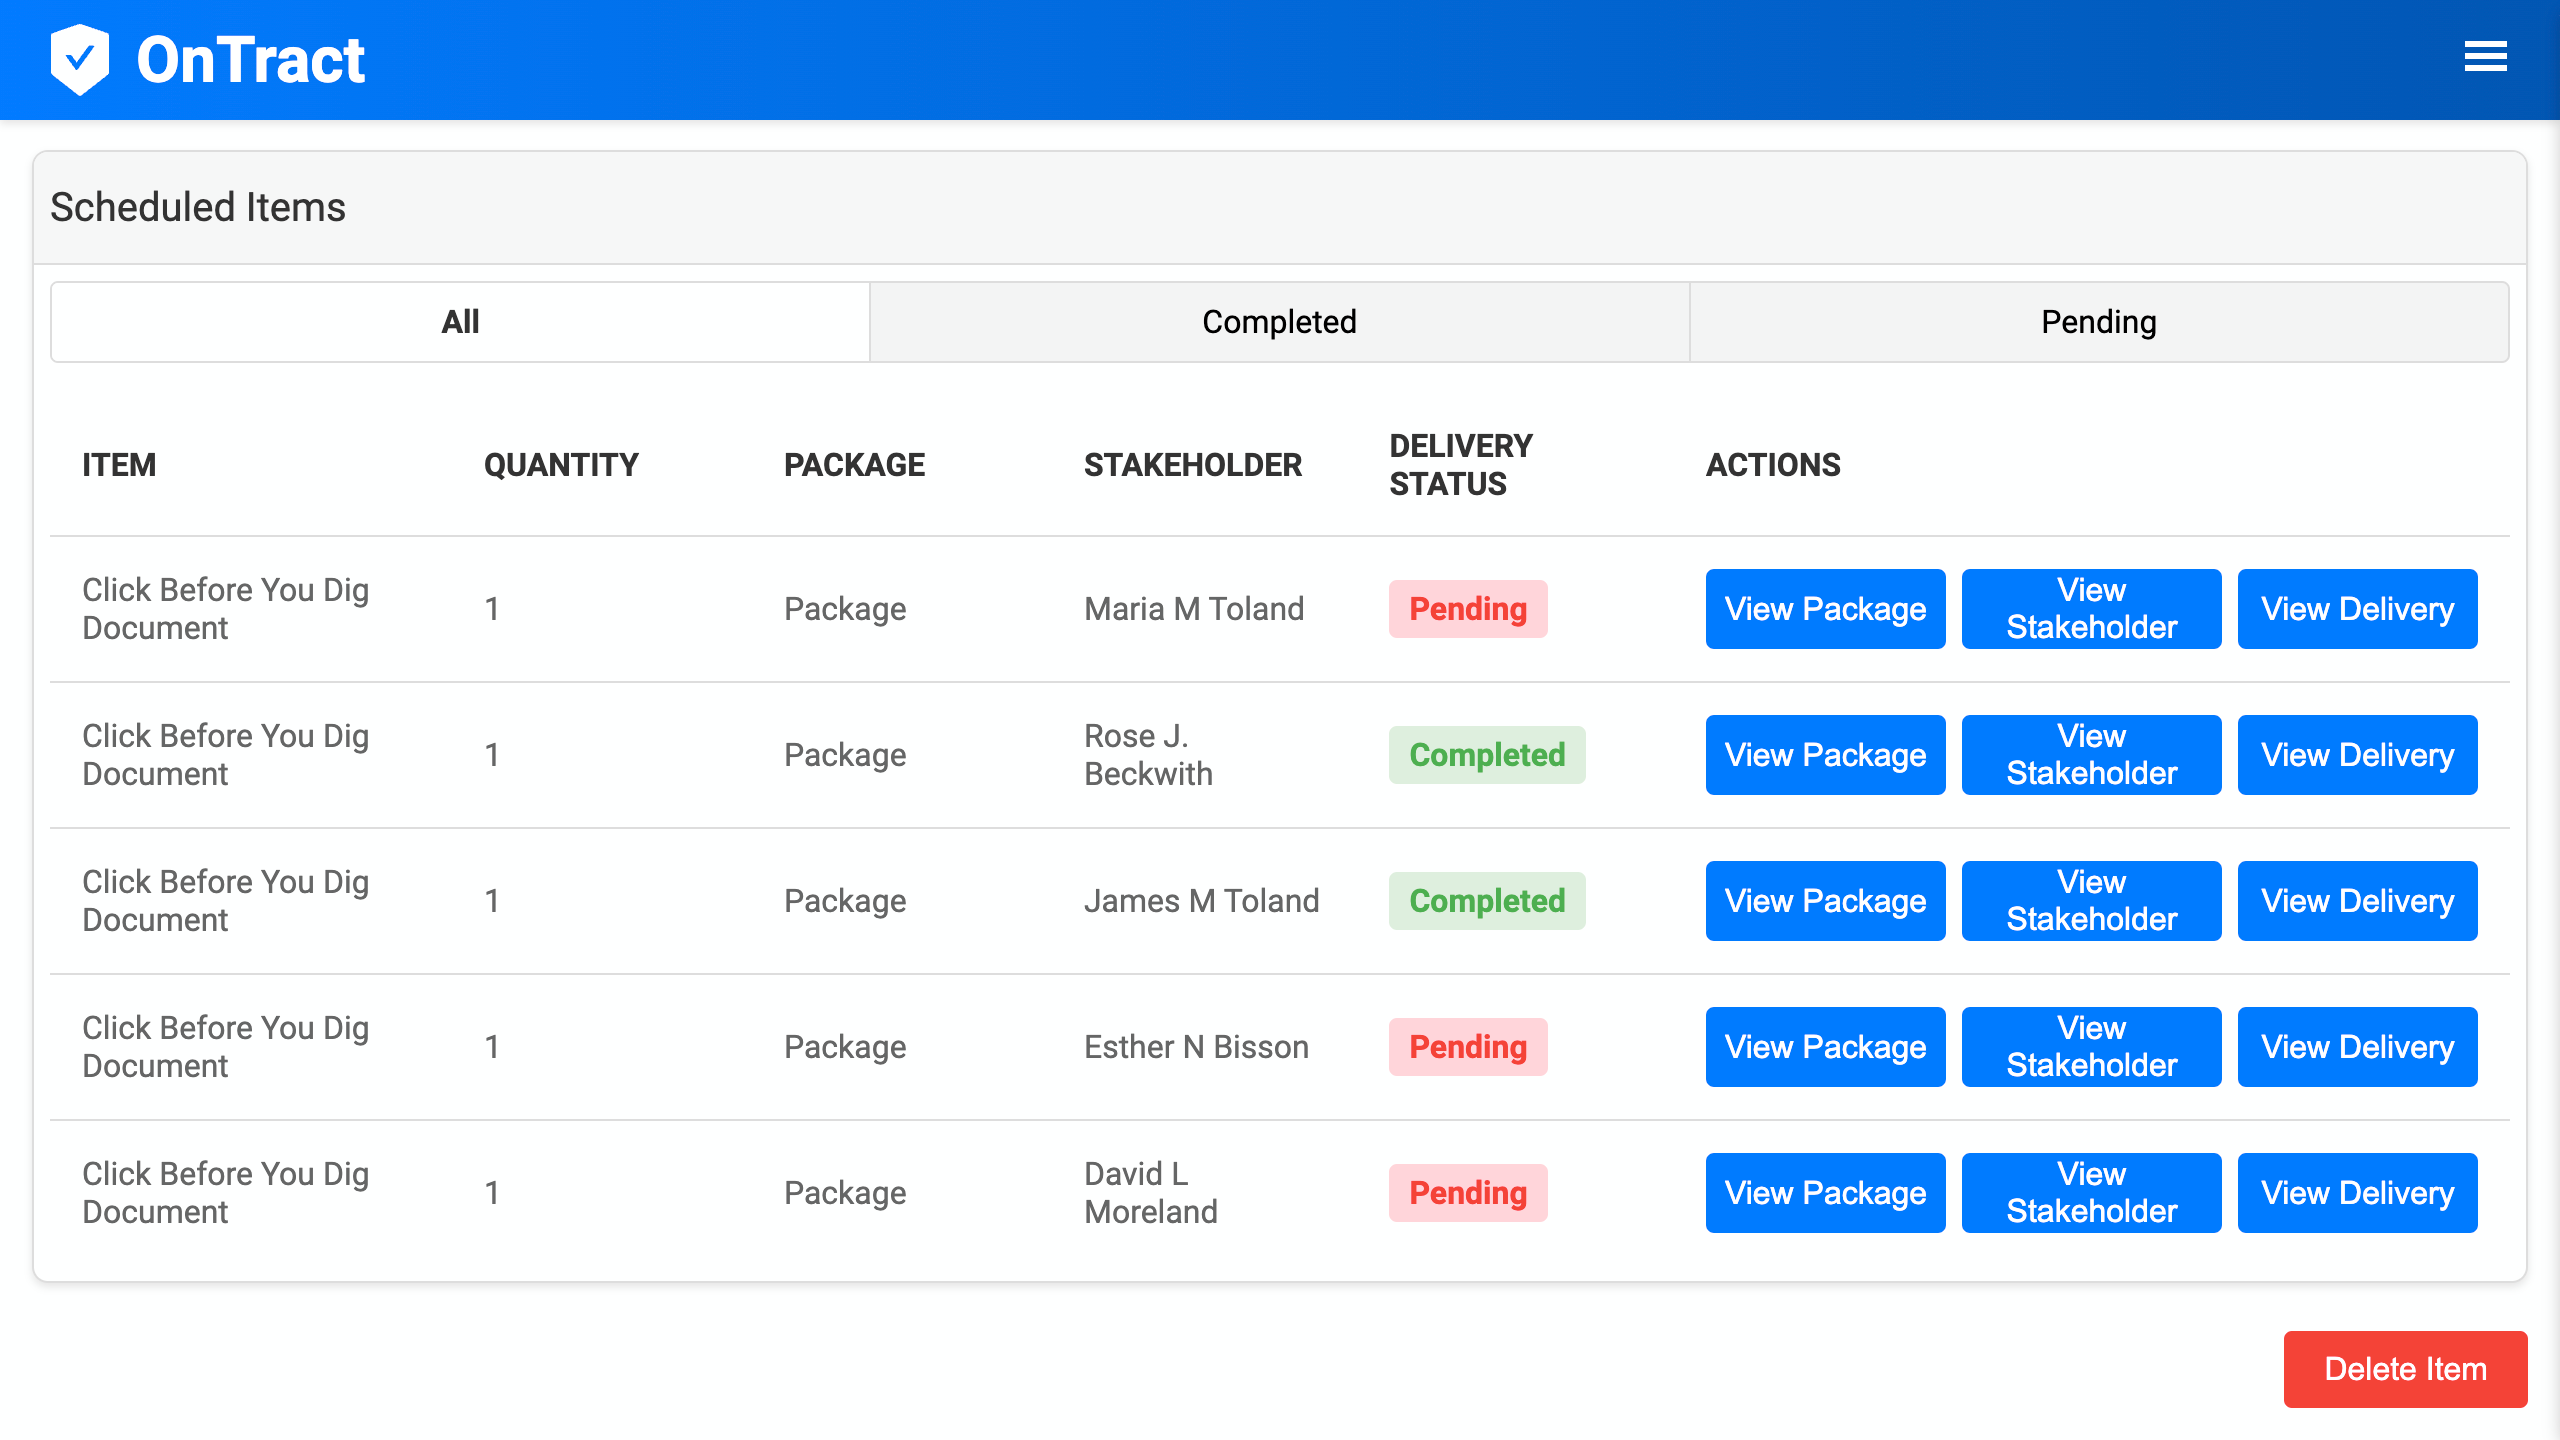 OnTract
Scheduled Items
All Completed Pending
ITEM QUANTITY PACKAGE STAKEHOLDER DELIVERY STATUS ACTIONS
Click Before You Dig Document 1 Package Maria M Toland Pending View Package View Stakeholder View Delivery
Click Before You Dig Document 1 Package Rose J. Beckwith Completed View Package View Stakeholder View Delivery
Click Before You Dig Document 1 Package James M Toland Completed View Package View Stakeholder View Delivery
Click Before You Dig Document 1 Package Esther N Bisson Pending View Package View Stakeholder View Delivery
Click Before You Dig Document 1 Package David L Moreland Pending View Package View Stakeholder View Delivery
Delete Item